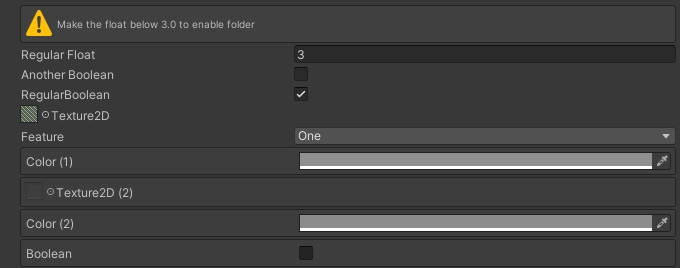 Make the float below 3.0 to enable folder
Regular Float 3
Another Boolean
RegularBoolean
Texture2D
Feature One
Color (1)
Texture2D (2)
Color (2)
Boolean